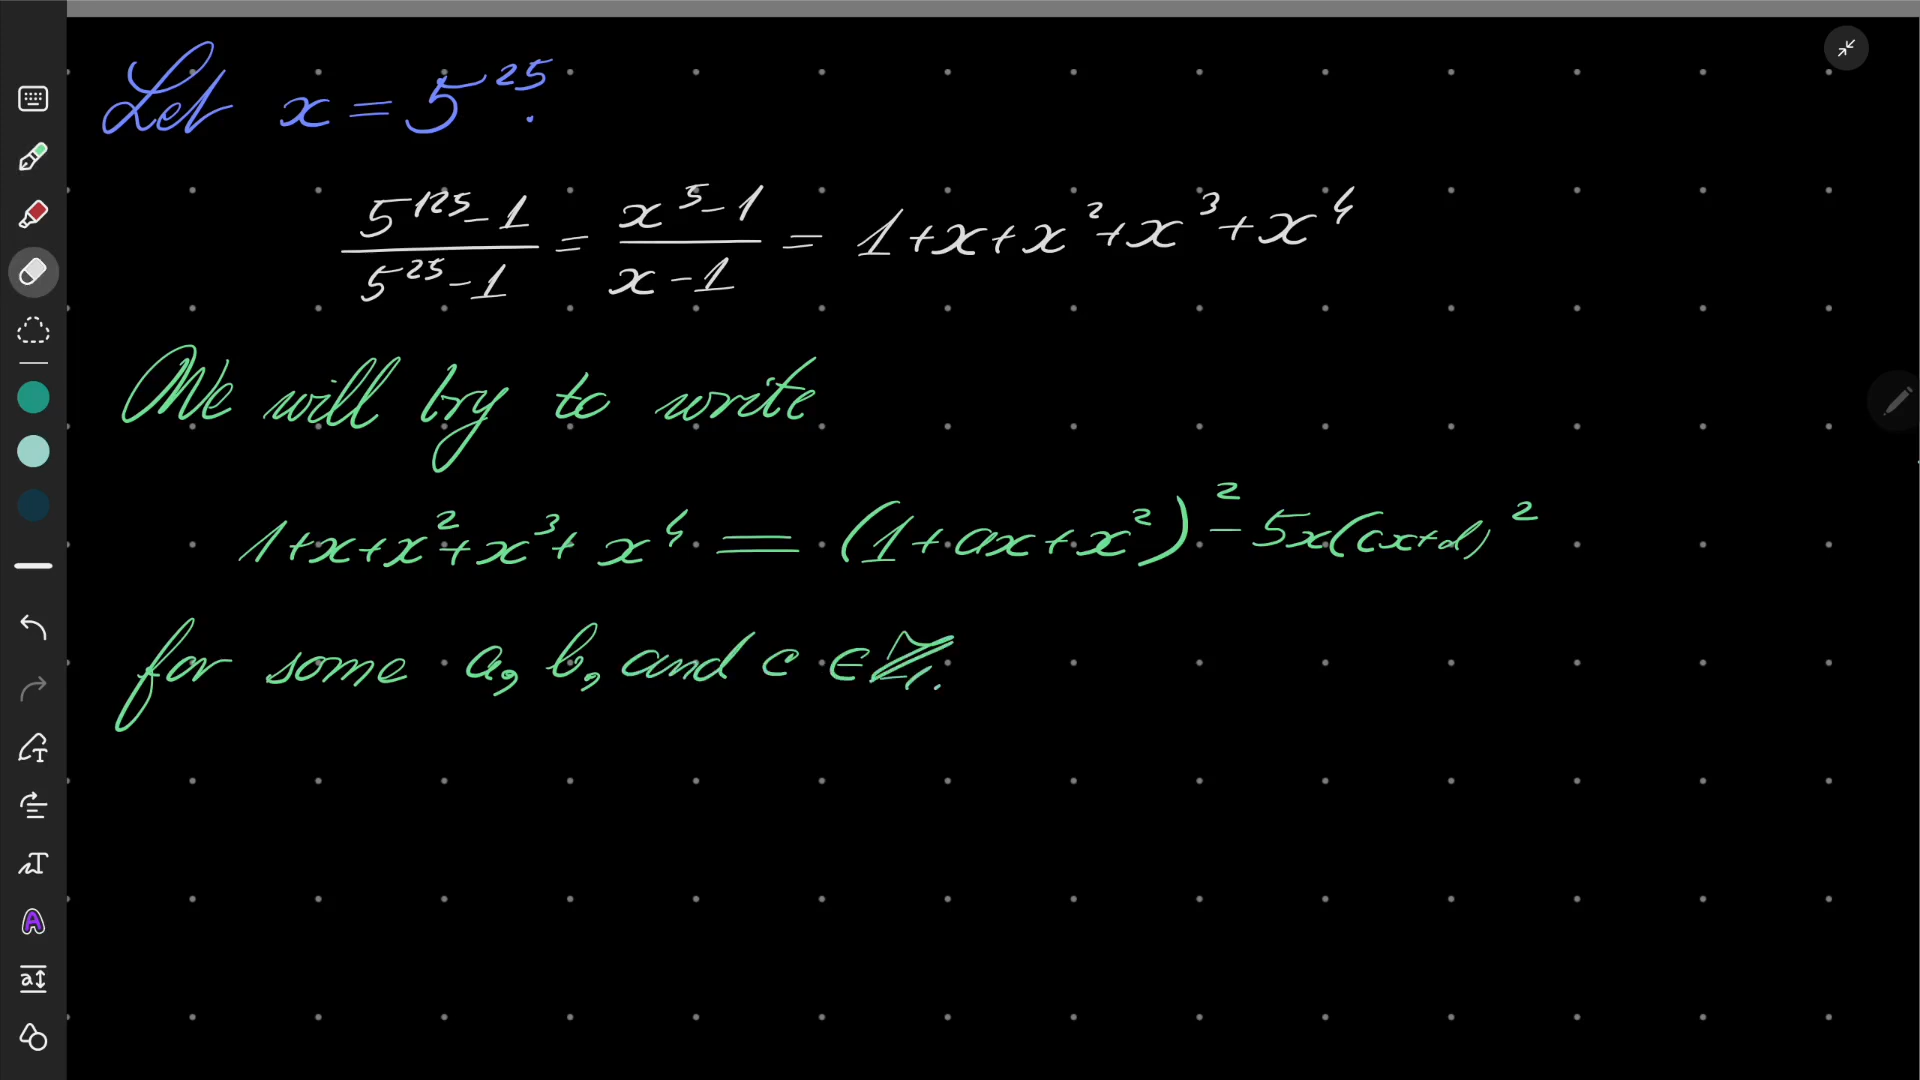 Let x = 5^25.
(5^125 - 1)/(5^25 - 1) = (x^5 - 1)/(x - 1) = 1 + x + x^2 + x^3 + x^4
We will try to write
1 + x + x^2 + x^3 + x^4 = (1 + ax + x^2)^2 - 5x(cx + d)^2
for some a, b, and c ∈ ℤ.